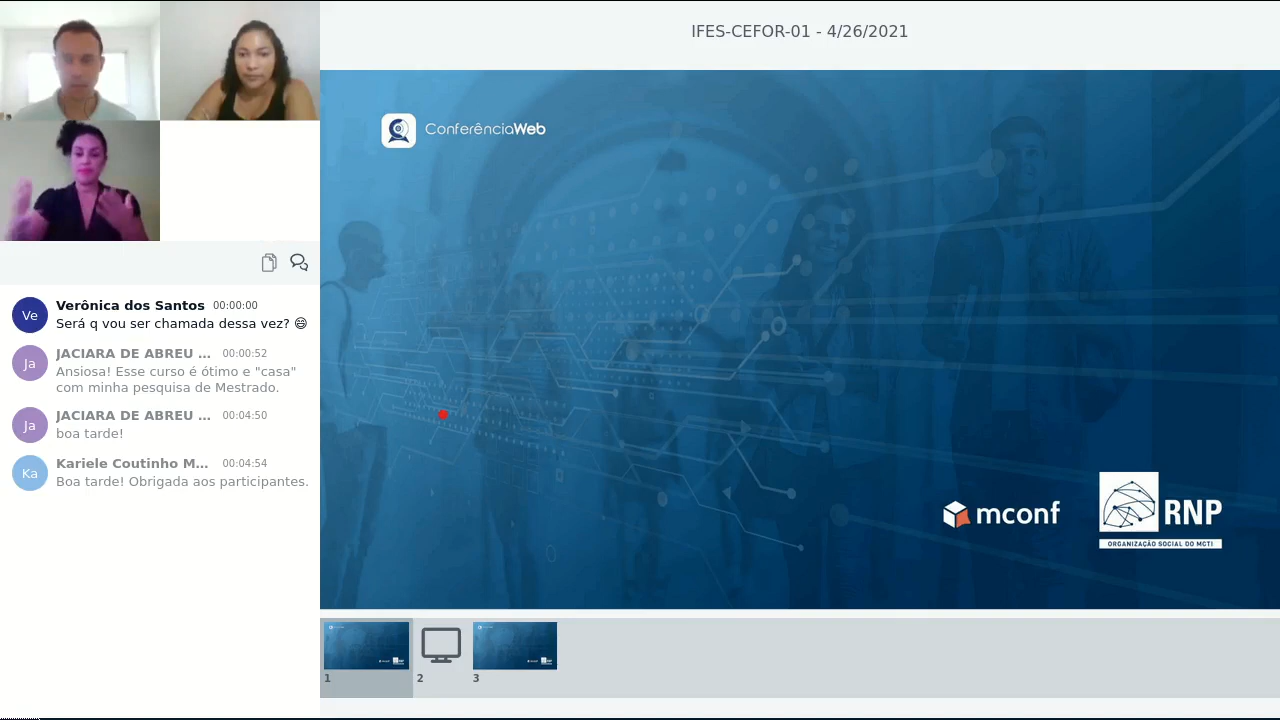 IFES-CEFOR-01 - 4/26/2021
ConferênciaWeb
Ve
Verônica dos Santos 00:00:00
Será q vou ser chamada dessa vez? 😄
Ja
JACIARA DE ABREU ... 00:00:52
Ansiosa! Esse curso é ótimo e "casa"
com minha pesquisa de Mestrado.
Ja
JACIARA DE ABREU ... 00:04:50
boa tarde!
Ka
Kariele Coutinho M... 00:04:54
Boa tarde! Obrigada aos participantes.
mconf
RNP
ORGANIZAÇÃO SOCIAL DO MCTI
1
2
3